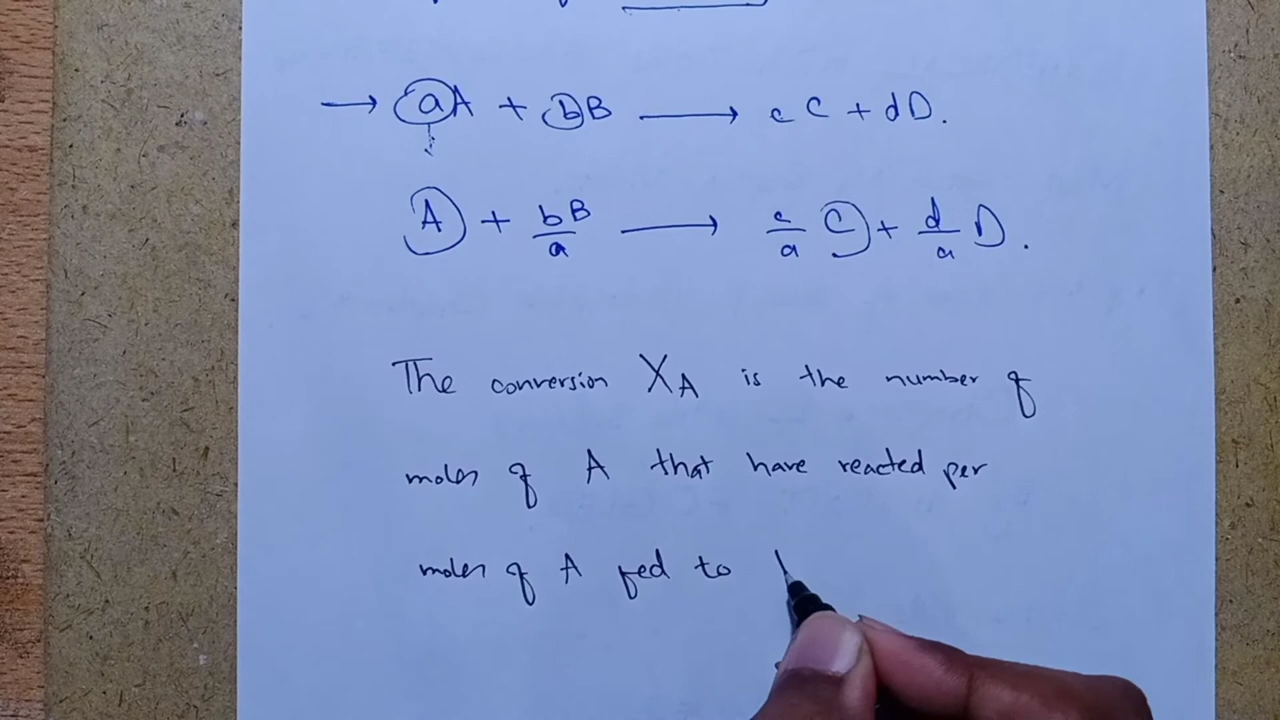 → aA + bB → cC + dD.
A + bB/a → c/a C + d/a D.
The conversion XA is the number of
moles of A that have reacted per
moles of A fed to